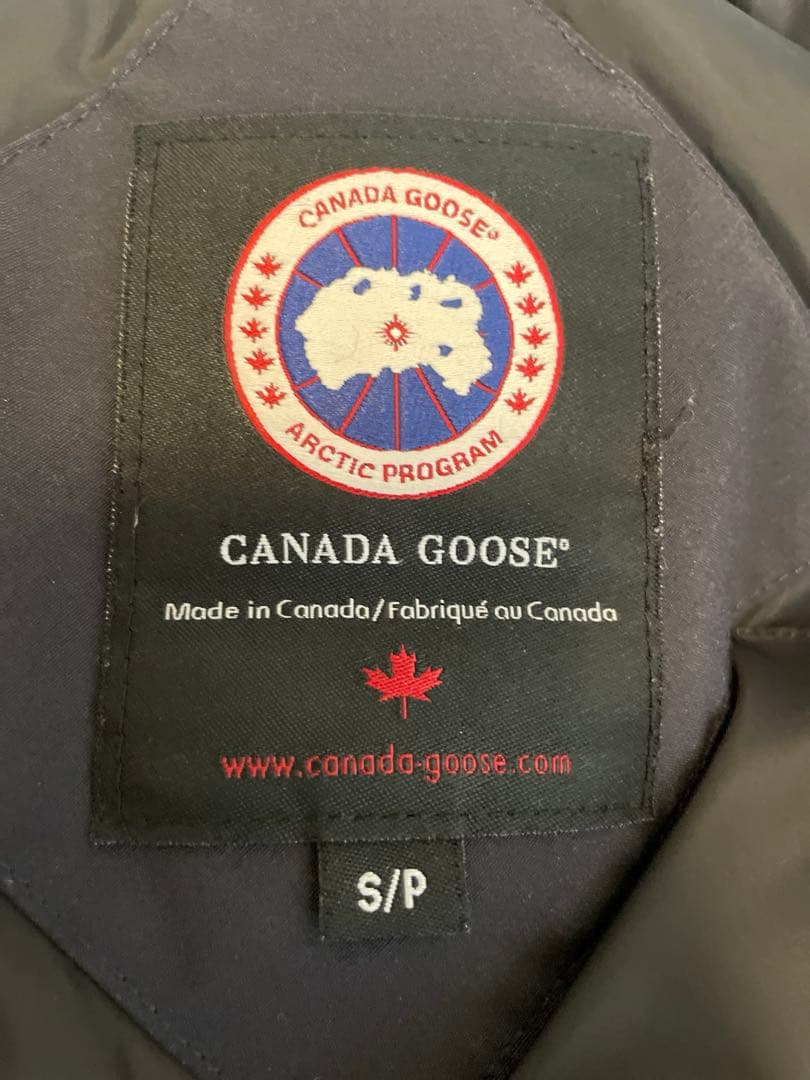 CANADA GOOSE®
ARCTIC PROGRAM
CANADA GOOSE®
Made in Canada/Fabriqué au Canada
www.canada-goose.com
S/P